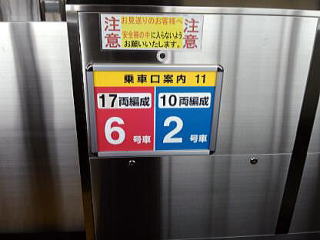 注意
お見送りのお客様へ
安全柵の中に入らないよう
お願いいたします。
注意
乗車口案内 11
17両編成
6号車
10両編成
2号車